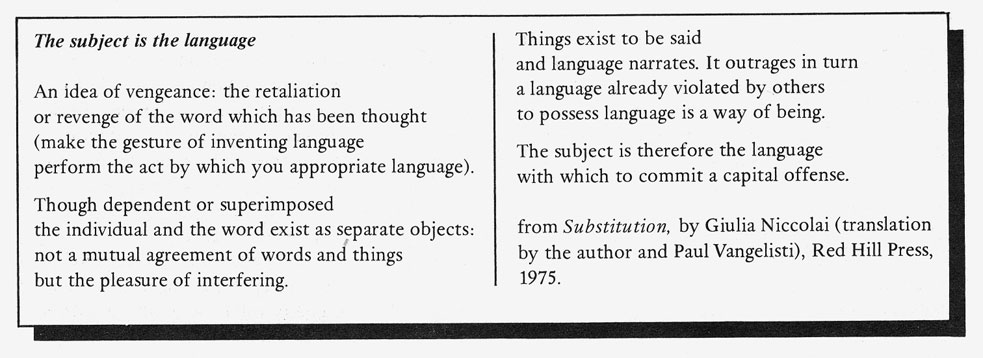 The subject is the language
An idea of vengeance: the retaliation
or revenge of the word which has been thought
(make the gesture of inventing language
perform the act by which you appropriate language).
Though dependent or superimposed
the individual and the word exist as separate objects:
not a mutual agreement of words and things
but the pleasure of interfering.
Things exist to be said
and language narrates. It outrages in turn
a language already violated by others
to possess language is a way of being.
The subject is therefore the language
with which to commit a capital offense.
from Substitution, by Giulia Niccolai (translation
by the author and Paul Vangelisti), Red Hill Press,
1975.